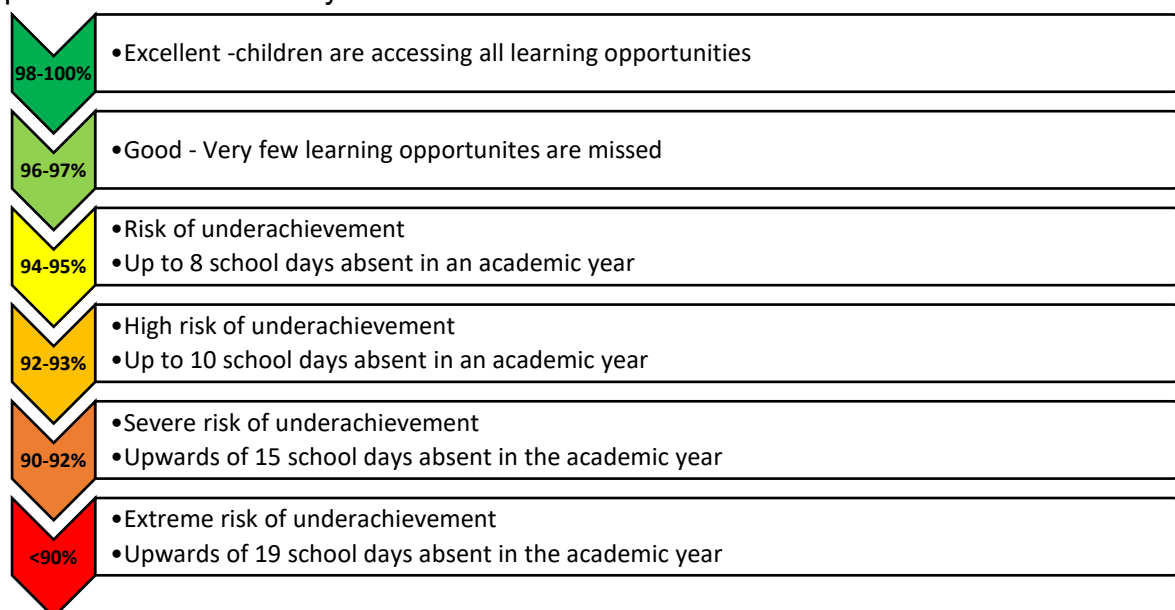 98-100%
•Excellent -children are accessing all learning opportunities
96-97%
•Good - Very few learning opportunites are missed
94-95%
•Risk of underachievement
•Up to 8 school days absent in an academic year
92-93%
•High risk of underachievement
•Up to 10 school days absent in an academic year
90-92%
•Severe risk of underachievement
•Upwards of 15 school days absent in the academic year
<90%
•Extreme risk of underachievement
•Upwards of 19 school days absent in the academic year